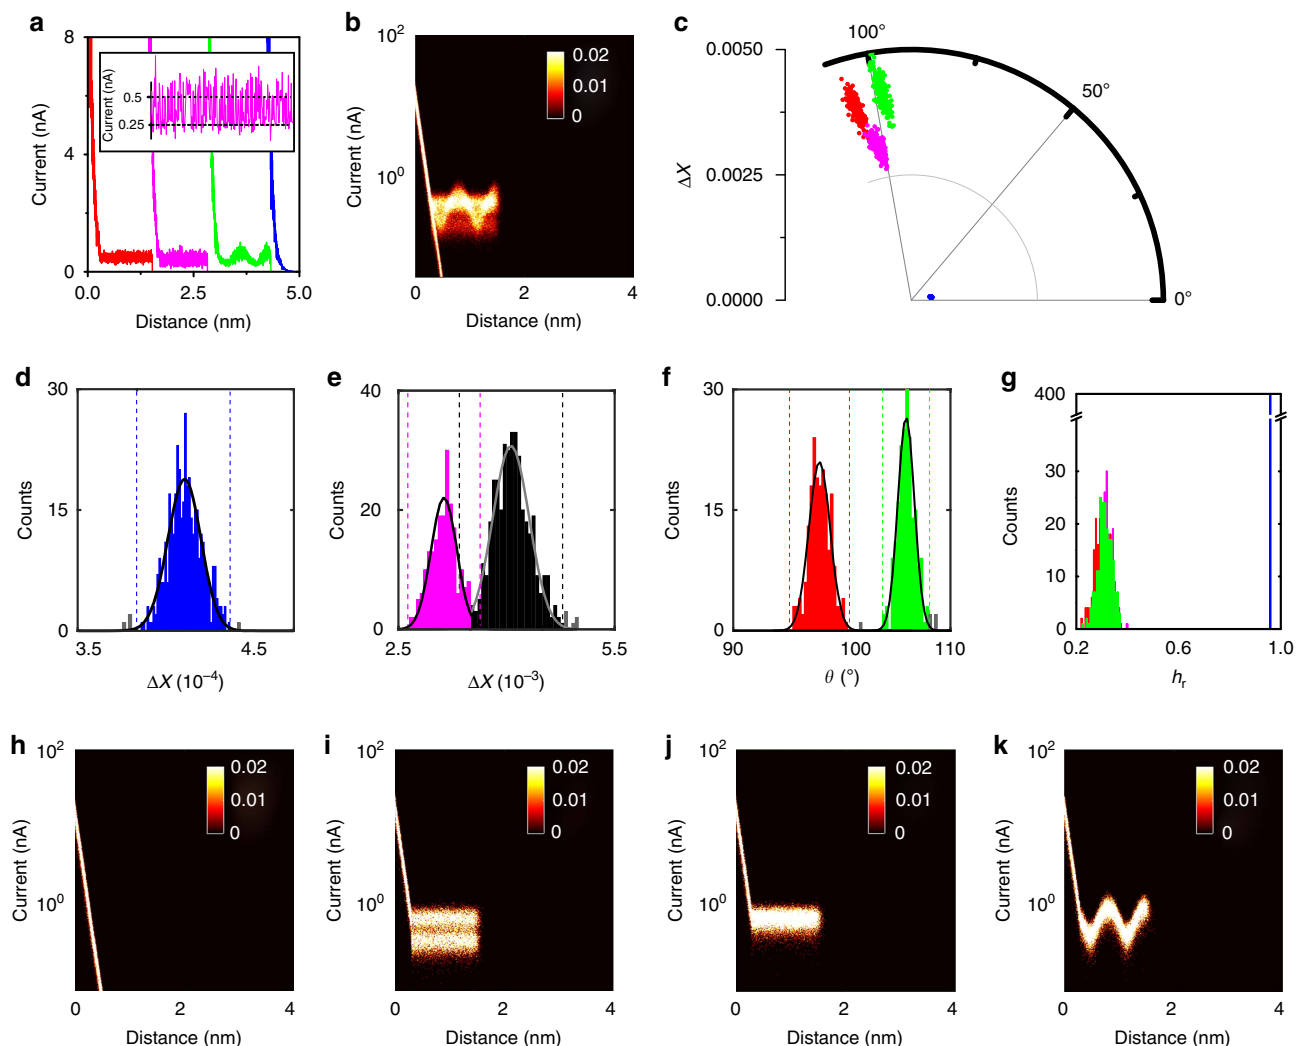 a
8
4
0
Current (nA)
Current (nA)
0.5
0.25
0.0
2.5
5.0
Distance (nm)
b
10²
10⁰
Current (nA)
0.02
0.01
0
0
2
4
Distance (nm)
c
0.0050
0.0025
0.0000
ΔX
100°
50°
0°
d
30
15
0
Counts
3.5
4.5
ΔX (10⁻⁴)
e
40
20
0
Counts
2.5
5.5
ΔX (10⁻³)
f
30
15
0
Counts
90
110
θ (°)
g
400
30
20
10
0
Counts
0.2
0.6
1.0
hᵣ
h
10²
10⁰
Current (nA)
0.02
0.01
0
0
2
4
Distance (nm)
i
10²
10⁰
Current (nA)
0.02
0.01
0
0
2
4
Distance (nm)
j
10²
10⁰
Current (nA)
0.02
0.01
0
0
2
4
Distance (nm)
k
10²
10⁰
Current (nA)
0.02
0.01
0
0
2
4
Distance (nm)